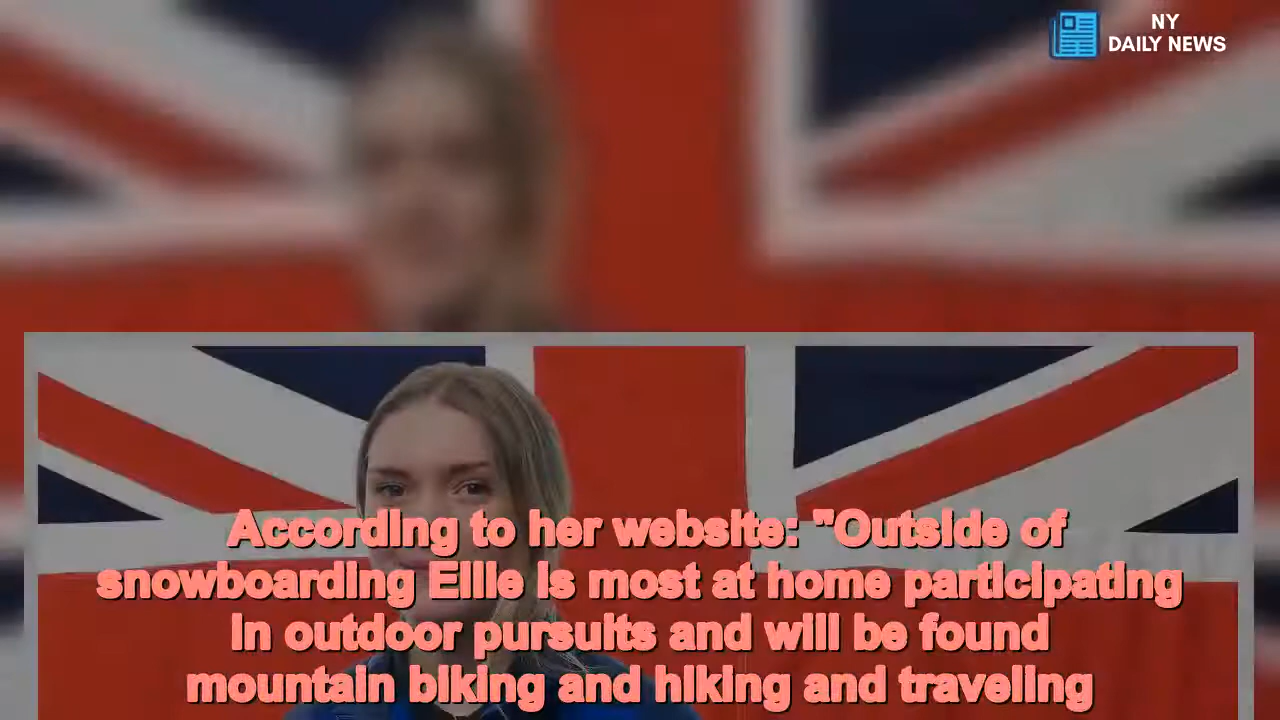 NY
DAILY NEWS
According to her website: "Outside of
snowboarding Ellie is most at home participating
in outdoor pursuits and will be found
mountain biking and hiking and traveling